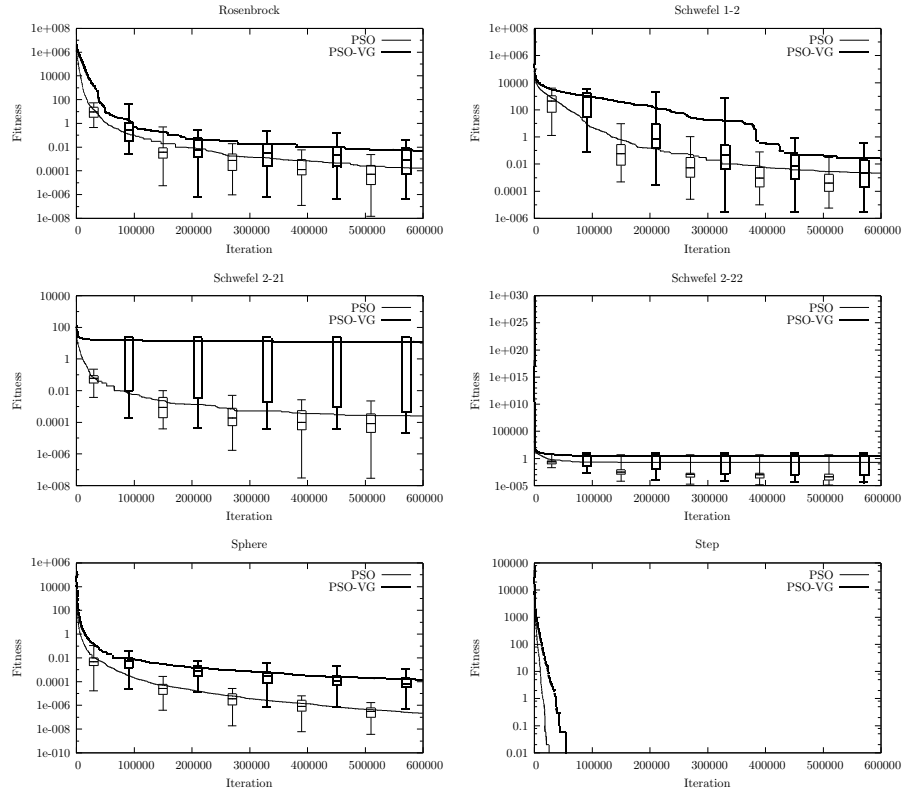 Rosenbrock
1e+008
1e+006
10000
100
1
0.01
0.0001
1e-006
1e-008
Fitness
0 100000 200000 300000 400000 500000 600000
Iteration
PSO
PSO-VG
Schwefel 1-2
1e+008
1e+006
10000
100
1
0.01
0.0001
1e-006
Fitness
0 100000 200000 300000 400000 500000 600000
Iteration
PSO
PSO-VG
Schwefel 2-21
10000
100
1
0.01
0.0001
1e-006
1e-008
Fitness
0 100000 200000 300000 400000 500000 600000
Iteration
PSO
PSO-VG
Schwefel 2-22
1e+030
1e+025
1e+020
1e+015
1e+010
100000
1
1e-005
Fitness
0 100000 200000 300000 400000 500000 600000
Iteration
PSO
PSO-VG
Sphere
1e+006
10000
100
1
0.01
0.0001
1e-006
1e-008
1e-010
Fitness
0 100000 200000 300000 400000 500000 600000
Iteration
PSO
PSO-VG
Step
100000
10000
1000
100
10
1
0.1
0.01
Fitness
0 100000 200000 300000 400000 500000 600000
Iteration
PSO
PSO-VG